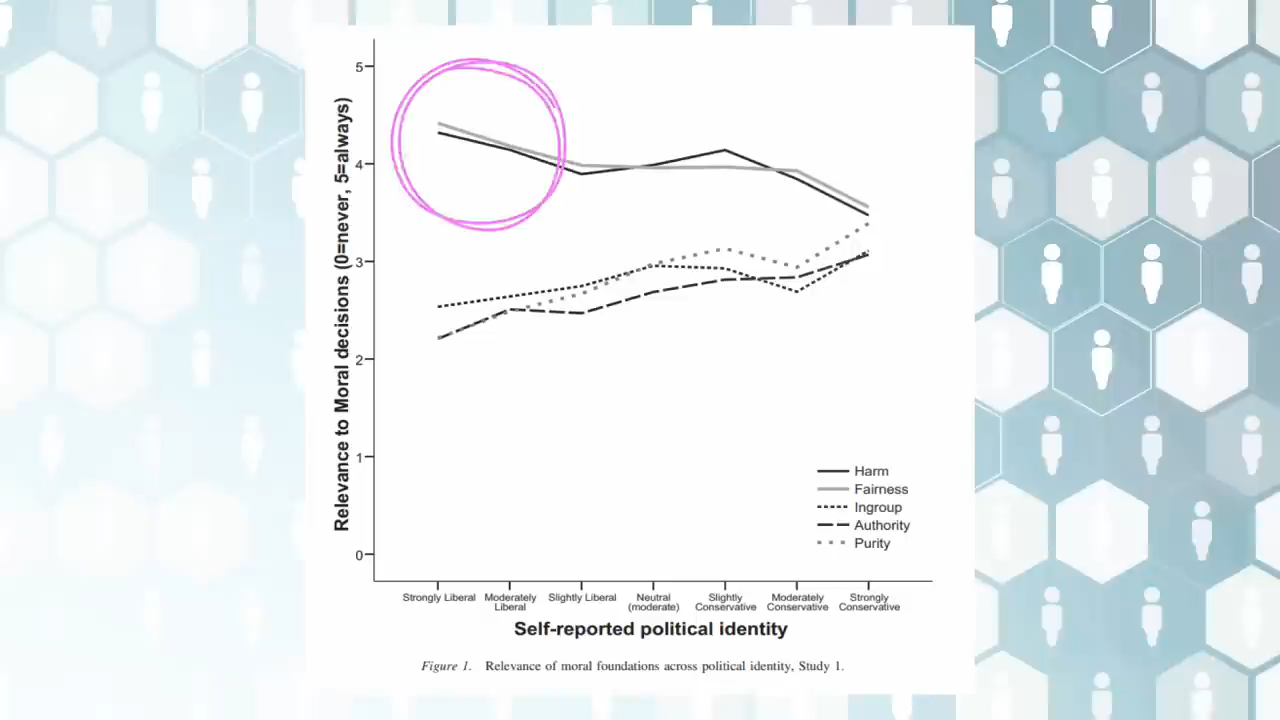 Relevance to Moral decisions (0=never, 5=always)
5
4
3
2
1
0
Harm
Fairness
Ingroup
Authority
Purity
Strongly Liberal
Moderately
Liberal
Slightly Liberal
Neutral
(moderate)
Slightly
Conservative
Moderately
Conservative
Strongly
Conservative
Self-reported political identity
Figure 1. Relevance of moral foundations across political identity, Study 1.